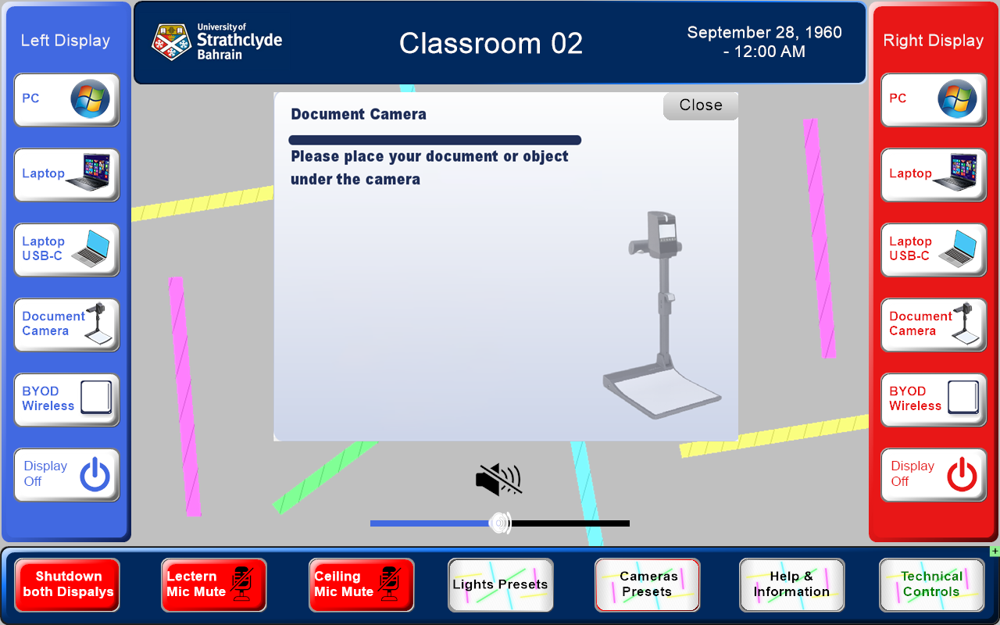 Left Display
PC
Laptop
Laptop
USB-C
Document
Camera
BYOD
Wireless
Display
Off
University of
Strathclyde
Bahrain
Classroom 02
September 28, 1960
- 12:00 AM
Document Camera
Close
Please place your document or object
under the camera
Right Display
PC
Laptop
Laptop
USB-C
Document
Camera
BYOD
Wireless
Display
Off
+
Shutdown
both Dispalys
Lectern
Mic Mute
Ceiling
Mic Mute
Lights Presets
Cameras
Presets
Help &
Information
Technical
Controls